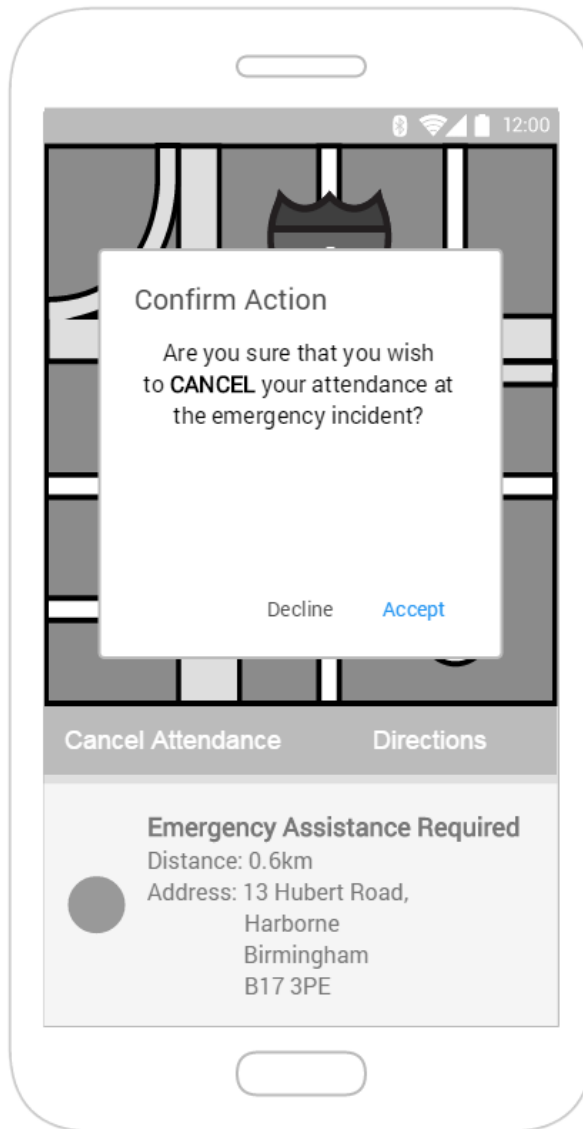 12:00
Confirm Action
Are you sure that you wish
to CANCEL your attendance at
the emergency incident?
Decline Accept
Cancel Attendance Directions
Emergency Assistance Required
Distance: 0.6km
Address: 13 Hubert Road,
Harborne
Birmingham
B17 3PE